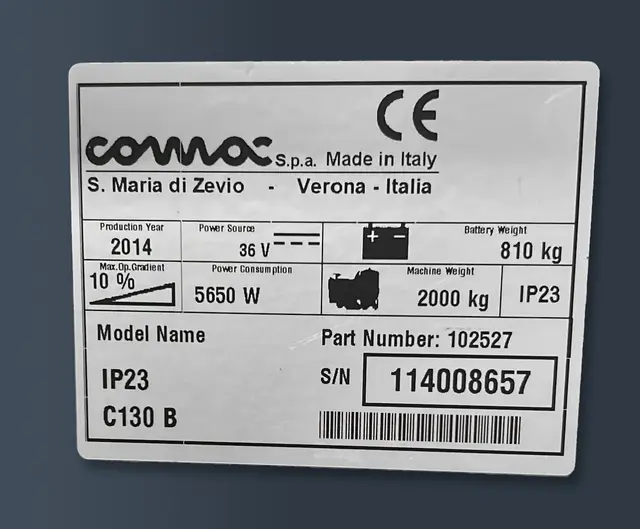 CE
comac S.p.a. Made in Italy
S. Maria di Zevio - Verona - Italia
Production Year
2014
Power Source
36 V
+ -
Battery Weight
810 kg
Max.Op.Gradient
10 %
Power Consumption
5650 W
Machine Weight
2000 kg
IP23
Model Name
Part Number: 102527
IP23
S/N 114008657
C130 B